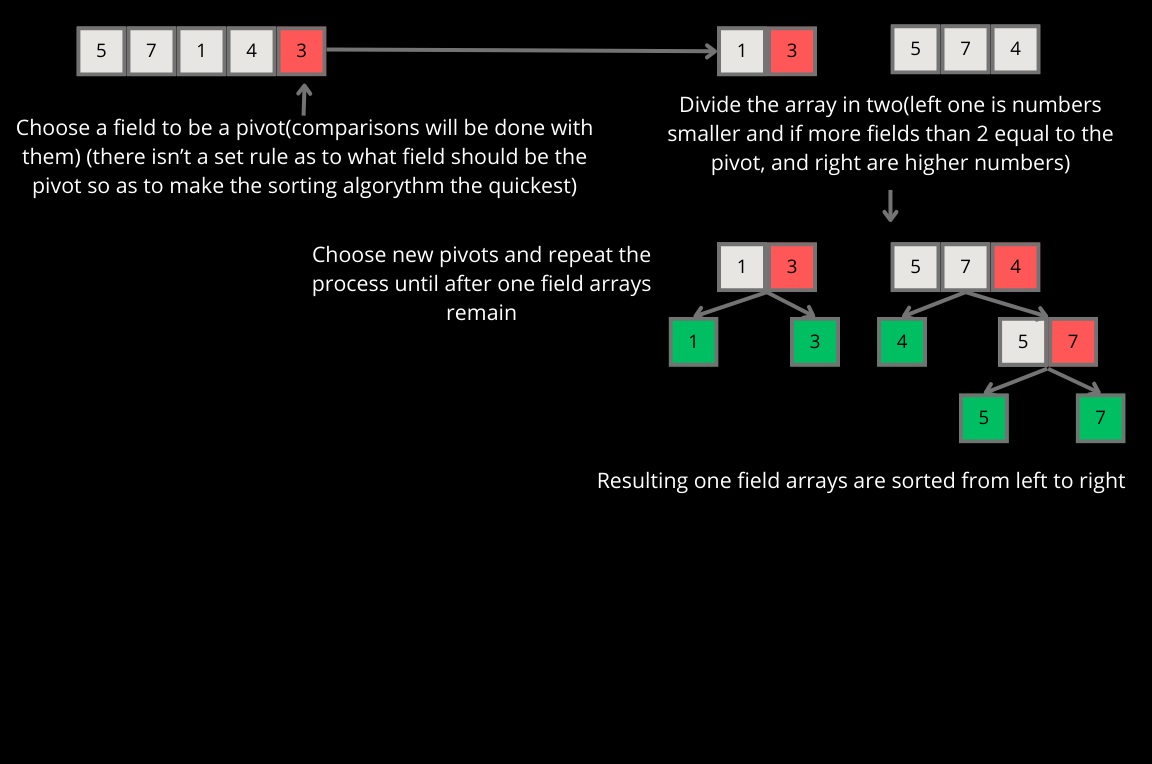 5 7 1 4 3
1 3
5 7 4
Choose a field to be a pivot(comparisons will be done with
them) (there isn't a set rule as to what field should be the
pivot so as to make the sorting algorythm the quickest)
Divide the array in two(left one is numbers
smaller and if more fields than 2 equal to the
pivot, and right are higher numbers)
Choose new pivots and repeat the
process until after one field arrays
remain
1 3
5 7 4
1
3
4
5 7
5
7
Resulting one field arrays are sorted from left to right